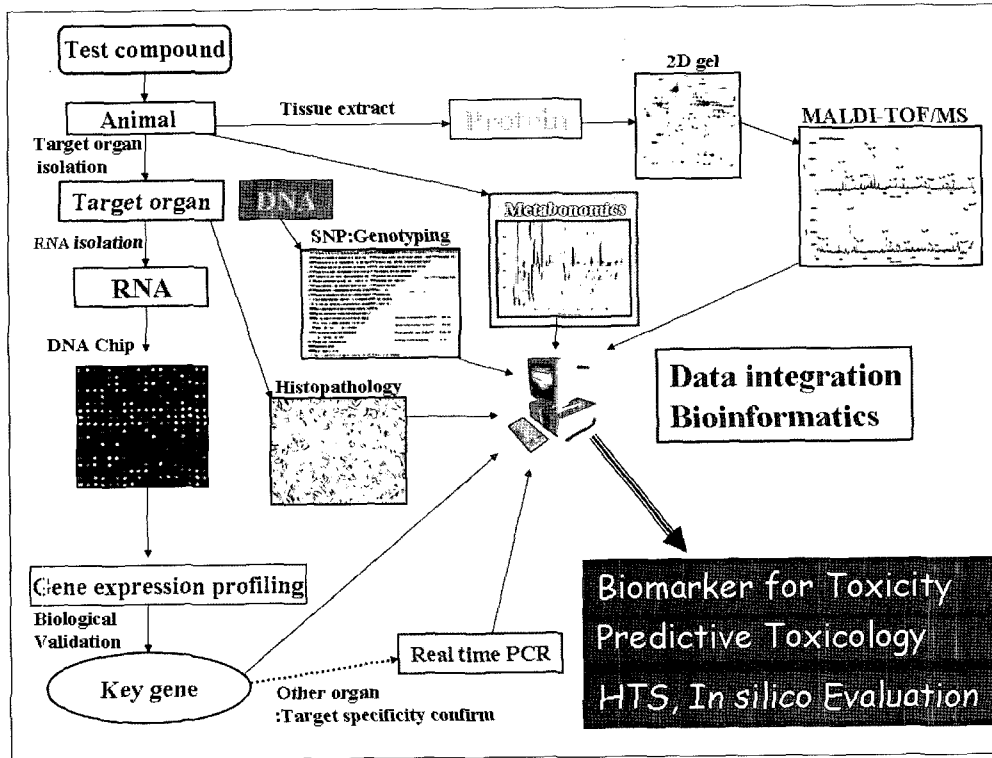 Test compound
2D gel
Animal
Tissue extract
Protein
MALDI-TOF/MS
Target organ
isolation
Target organ
DNA
Metabonomics
RNA isolation
SNP:Genotyping
RNA
DNA Chip
Histopathology
Data integration
Bioinformatics
Gene expression profiling
Biological
Validation
Key gene
Real time PCR
Other organ
:Target specificity confirm
Biomarker for Toxicity
Predictive Toxicology
HTS, In silico Evaluation